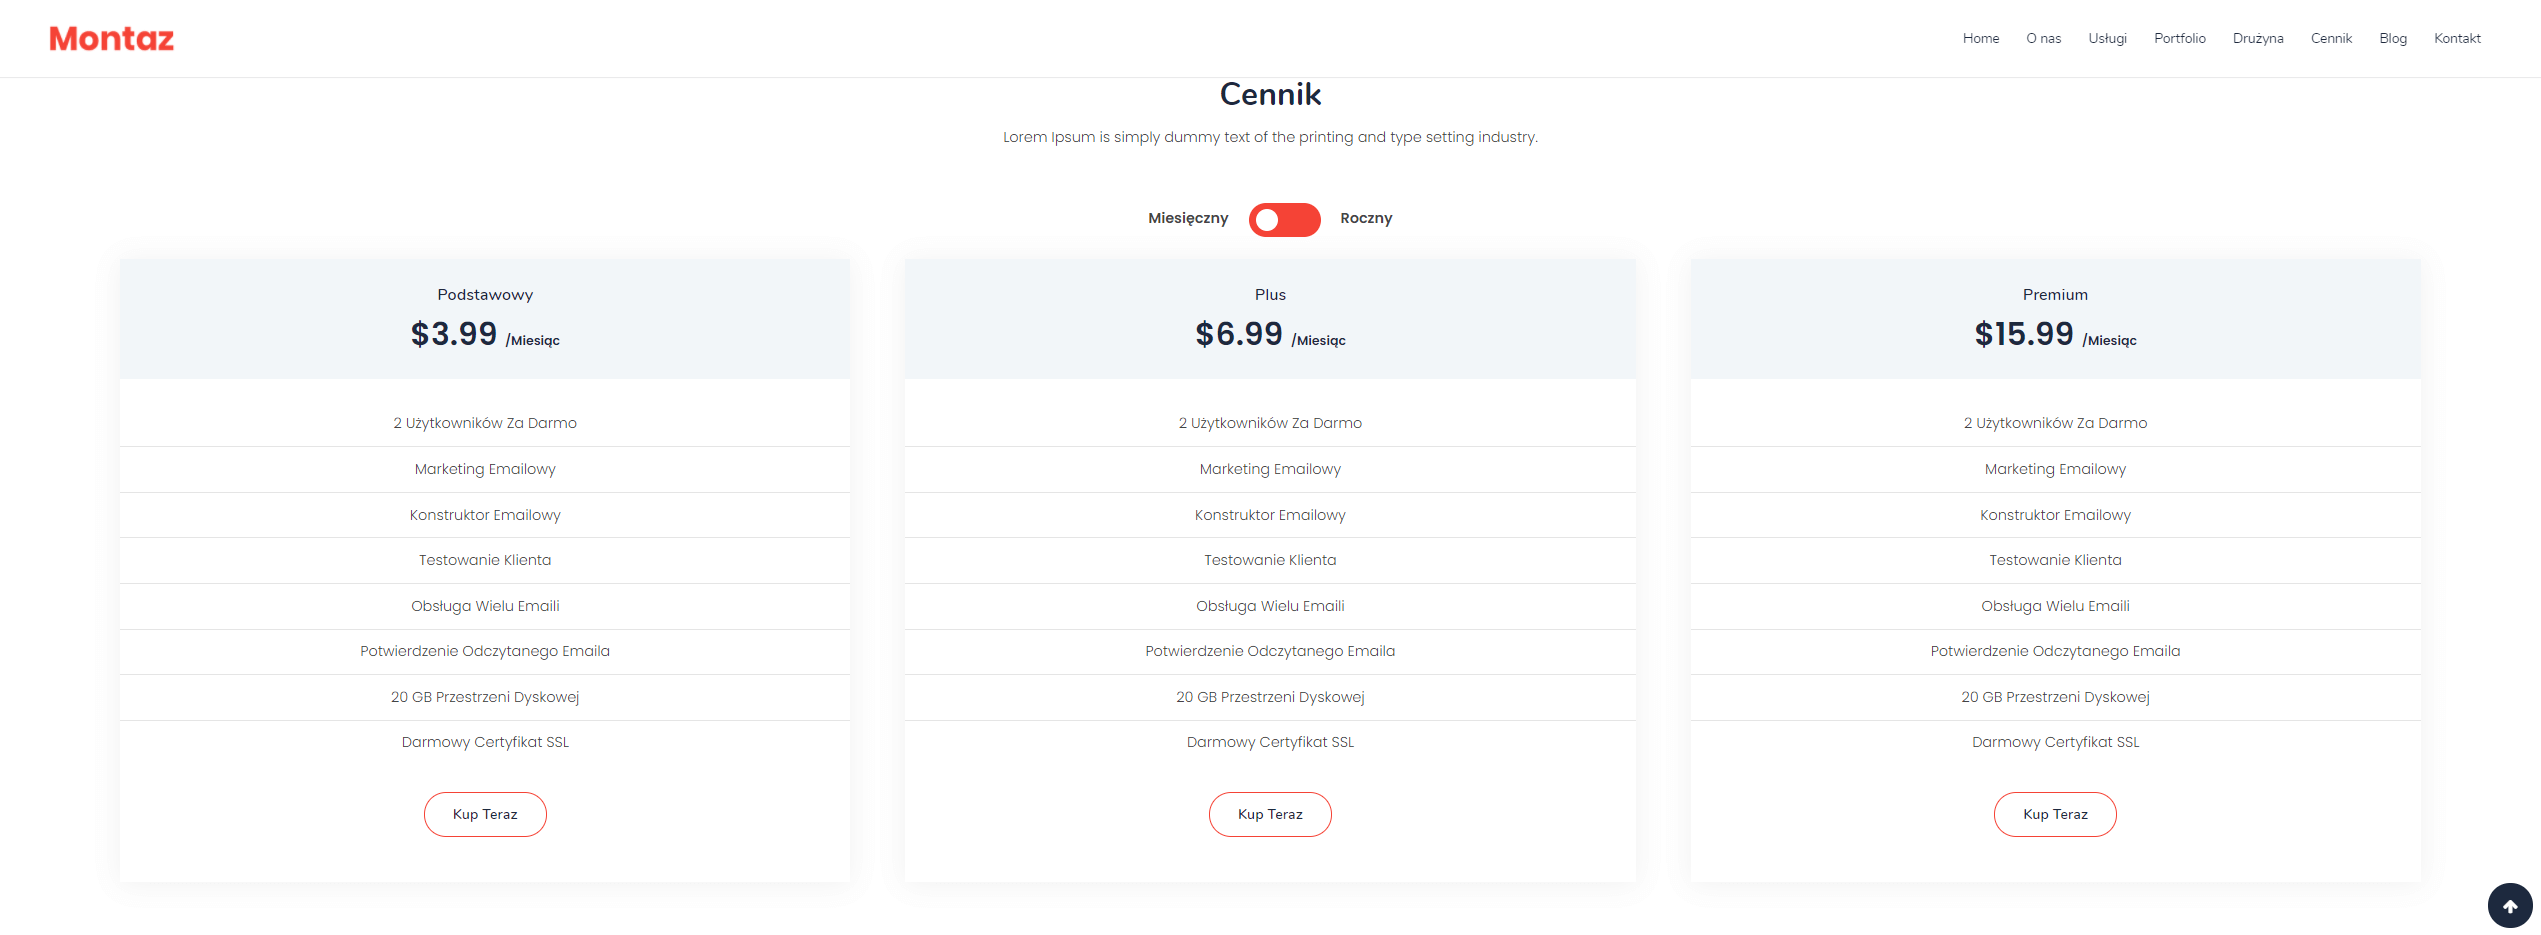 Montaz
Home O nas Usługi Portfolio Drużyna Cennik Blog Kontakt
Cennik
Lorem Ipsum is simply dummy text of the printing and type setting industry.
Miesięczny Roczny
Podstawowy
$3.99 /Miesiąc
2 Użytkowników Za Darmo
Marketing Emailowy
Konstruktor Emailowy
Testowanie Klienta
Obsługa Wielu Emaili
Potwierdzenie Odczytanego Emaila
20 GB Przestrzeni Dyskowej
Darmowy Certyfikat SSL
Kup Teraz
Plus
$6.99 /Miesiąc
2 Użytkowników Za Darmo
Marketing Emailowy
Konstruktor Emailowy
Testowanie Klienta
Obsługa Wielu Emaili
Potwierdzenie Odczytanego Emaila
20 GB Przestrzeni Dyskowej
Darmowy Certyfikat SSL
Kup Teraz
Premium
$15.99 /Miesiąc
2 Użytkowników Za Darmo
Marketing Emailowy
Konstruktor Emailowy
Testowanie Klienta
Obsługa Wielu Emaili
Potwierdzenie Odczytanego Emaila
20 GB Przestrzeni Dyskowej
Darmowy Certyfikat SSL
Kup Teraz